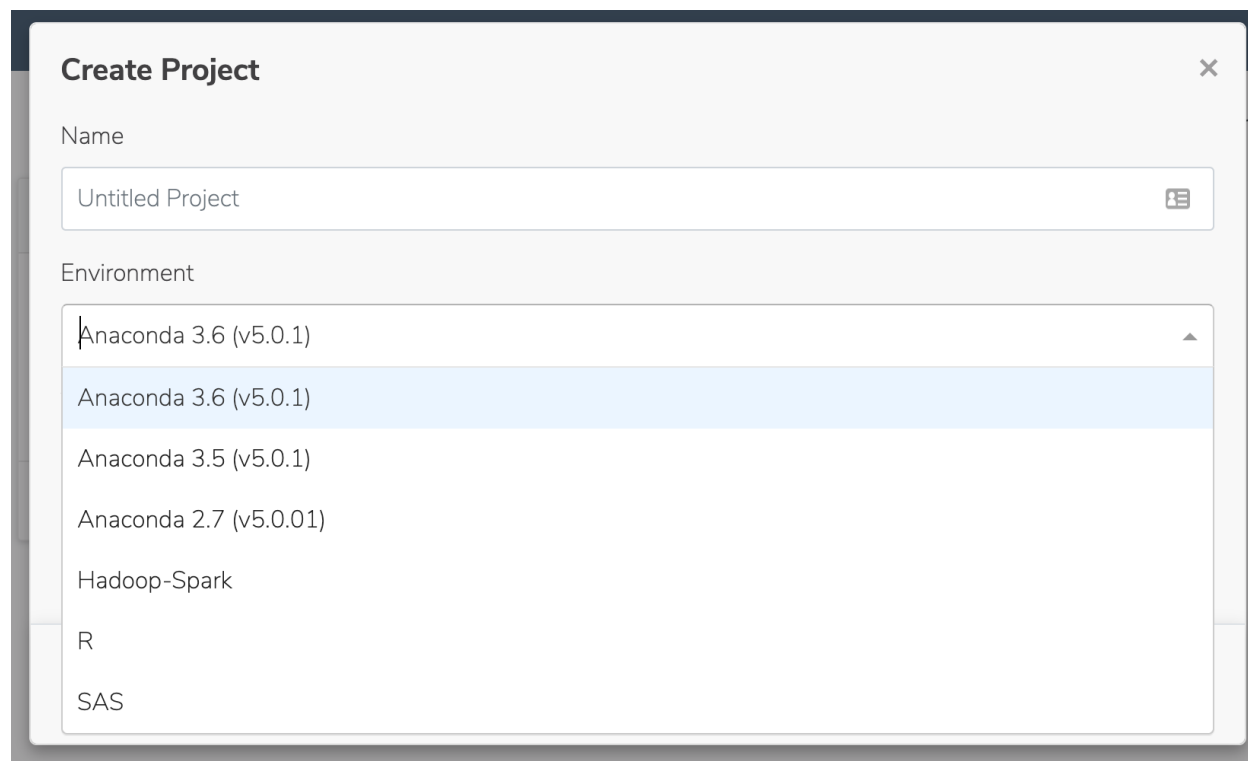 Create Project
Name
Untitled Project
Environment
Anaconda 3.6 (v5.0.1)
Anaconda 3.6 (v5.0.1)
Anaconda 3.5 (v5.0.1)
Anaconda 2.7 (v5.0.01)
Hadoop-Spark
R
SAS